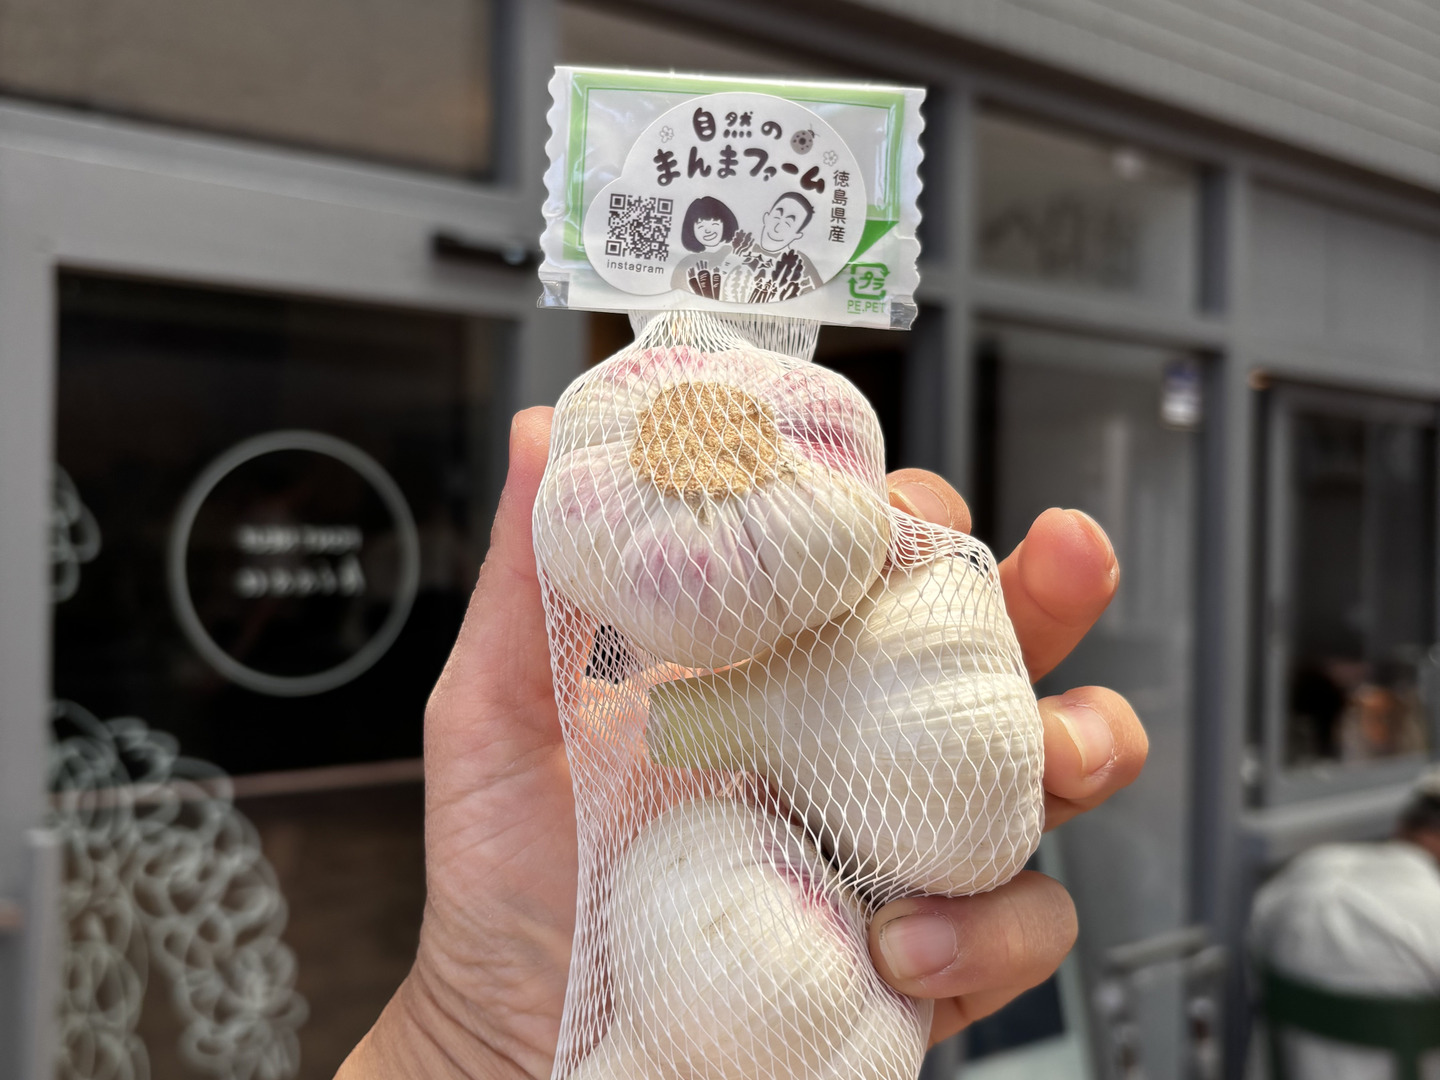 自然の
まんまファーム
徳島県産
instagram
プラ
PE,PET